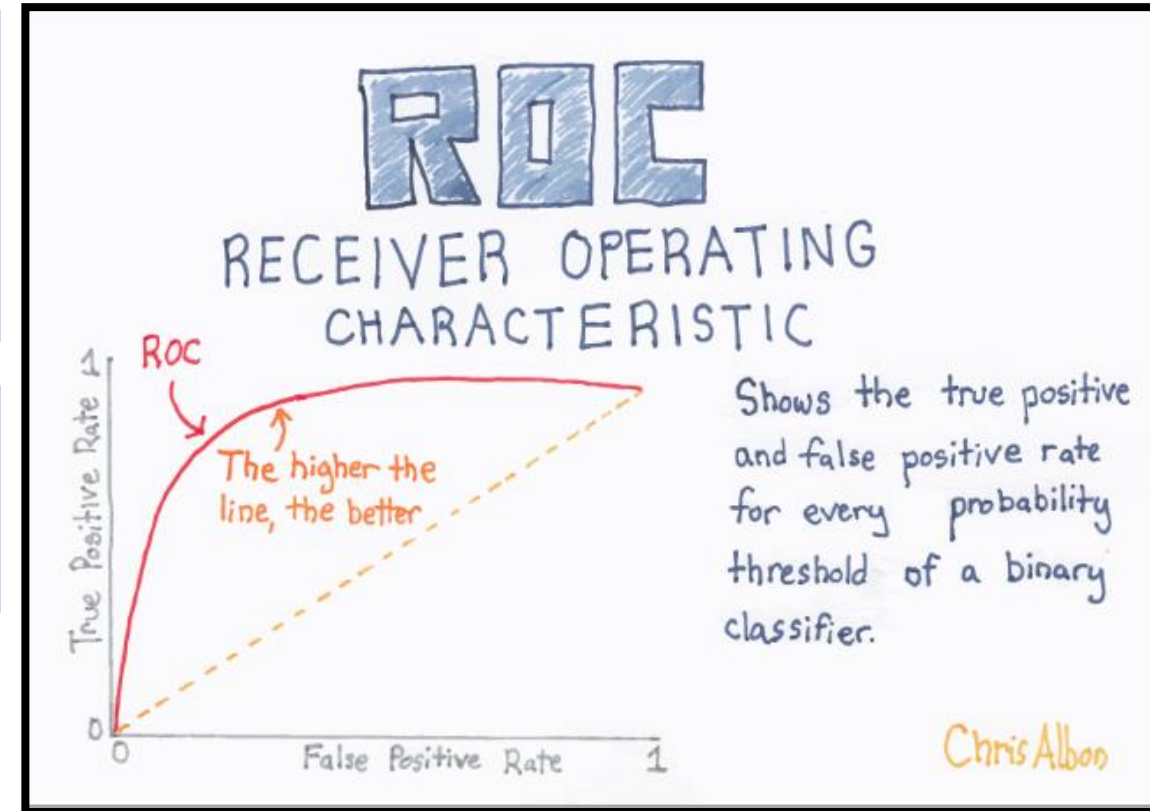 ROC
RECEIVER OPERATING
CHARACTERISTIC
ROC
The higher the
line, the better
True Positive Rate
1
0
0
False Positive Rate
1
Shows the true positive
and false positive rate
for every probability
threshold of a binary
classifier.
Chris Albon